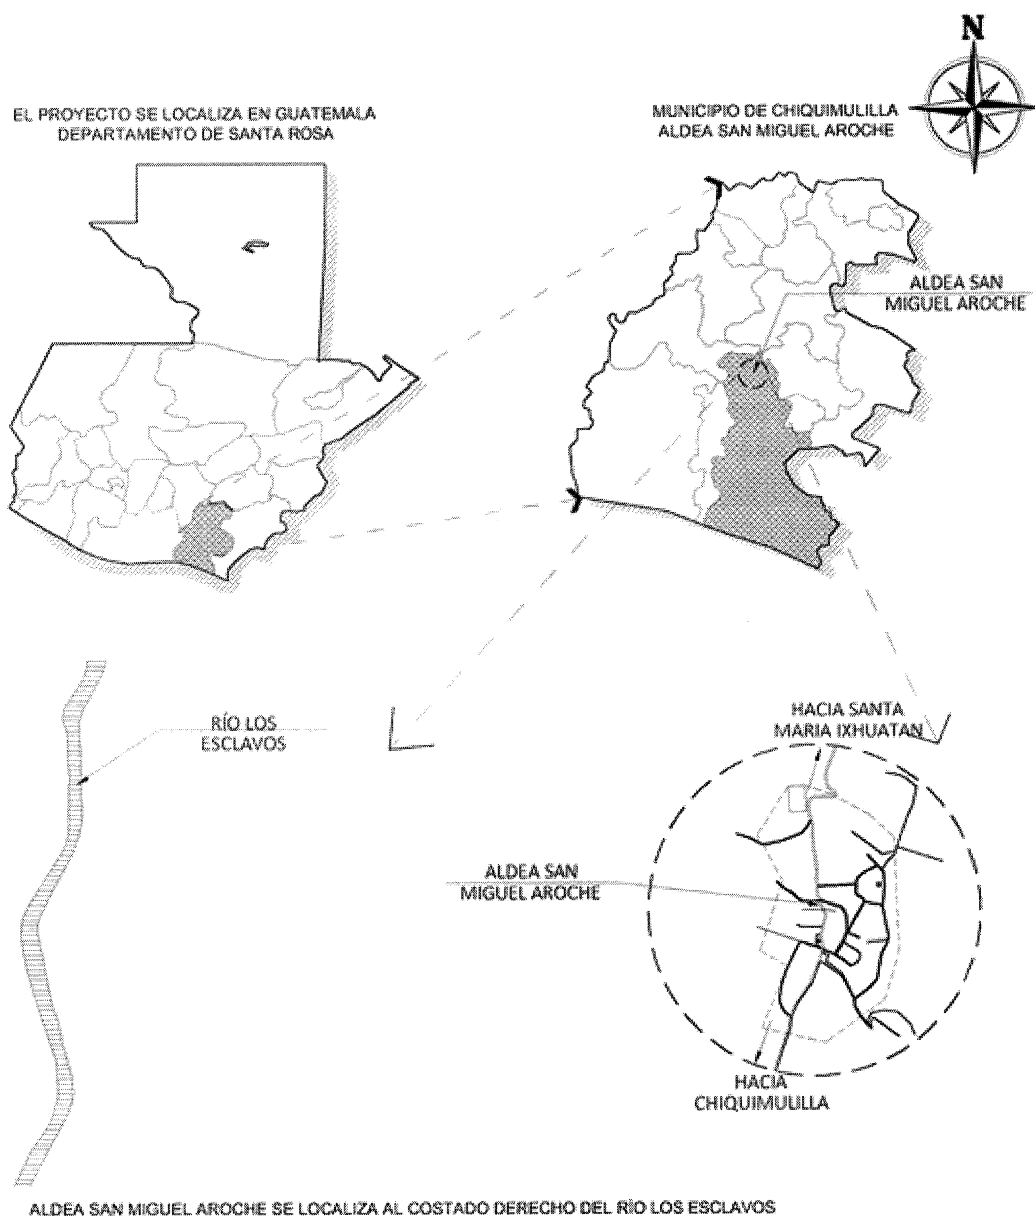 N
EL PROYECTO SE LOCALIZA EN GUATEMALA
DEPARTAMENTO DE SANTA ROSA
MUNICIPIO DE CHIQUIMULILLA
ALDEA SAN MIGUEL AROCHE
ALDEA SAN
MIGUEL AROCHE
RÍO LOS
ESCLAVOS
HACIA SANTA
MARIA IXHUATAN
ALDEA SAN
MIGUEL AROCHE
HACIA
CHIQUIMULILLA
ALDEA SAN MIGUEL AROCHE SE LOCALIZA AL COSTADO DERECHO DEL RÍO LOS ESCLAVOS